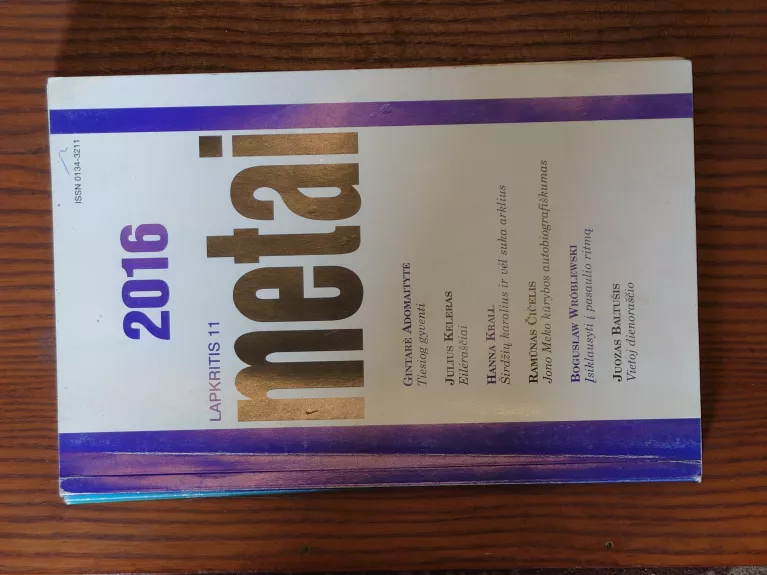 ISSN 0134-3211
2016
LAPKRITIS 11
metai
GINTARĖ ADOMAITYTĖ
Tiesiog gyventi
JULIUS KELERAS
Eilėraščiai
HANNA KRALL
Širdžių karalius ir vėl suka arklius
RAMŪNAS ČIČELIS
Jono Meko kūrybos autobiografiškumas
BOGUSŁAW WRÓBLEWSKI
Įsiklausyti į pasaulio ritmą
JUOZAS BALTUŠIS
Vietoj dienoraščio